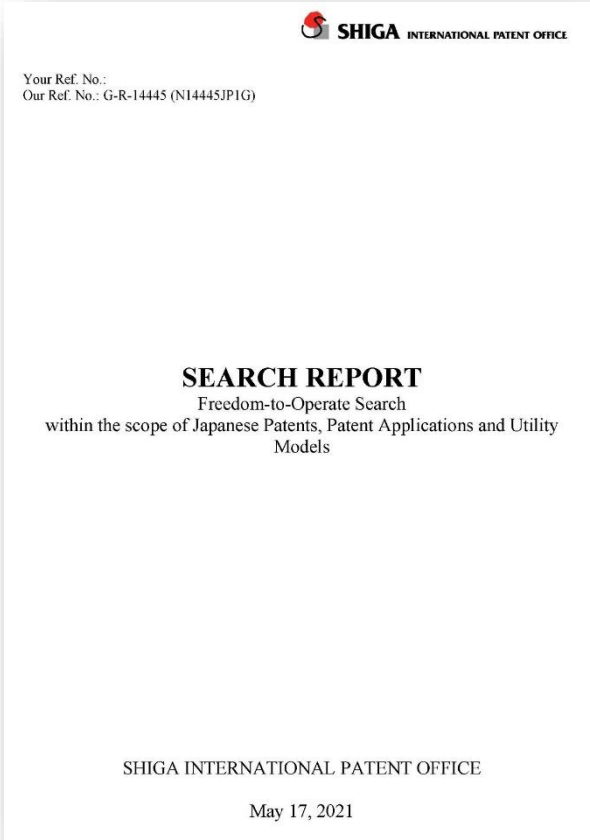 SHIGA INTERNATIONAL PATENT OFFICE
Your Ref. No.:
Our Ref. No.: G-R-14445 (N14445JP1G)
SEARCH REPORT
Freedom-to-Operate Search
within the scope of Japanese Patents, Patent Applications and Utility
Models
SHIGA INTERNATIONAL PATENT OFFICE
May 17, 2021